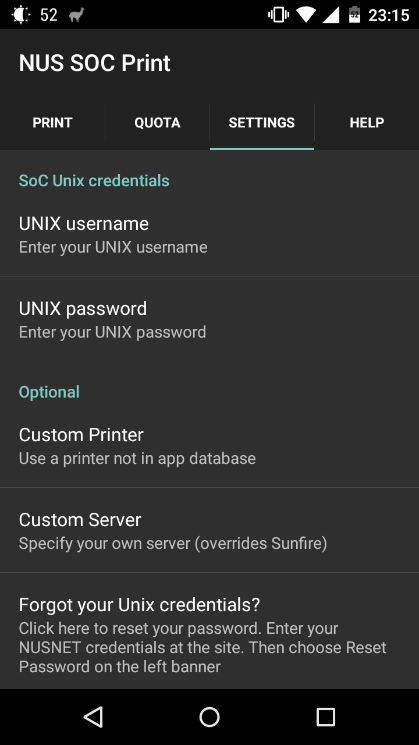 52
23:15
NUS SOC Print
PRINT
QUOTA
SETTINGS
HELP
SoC Unix credentials
UNIX username
Enter your UNIX username
UNIX password
Enter your UNIX password
Optional
Custom Printer
Use a printer not in app database
Custom Server
Specify your own server (overrides Sunfire)
Forgot your Unix credentials?
Click here to reset your password. Enter your
NUSNET credentials at the site. Then choose Reset
Password on the left banner